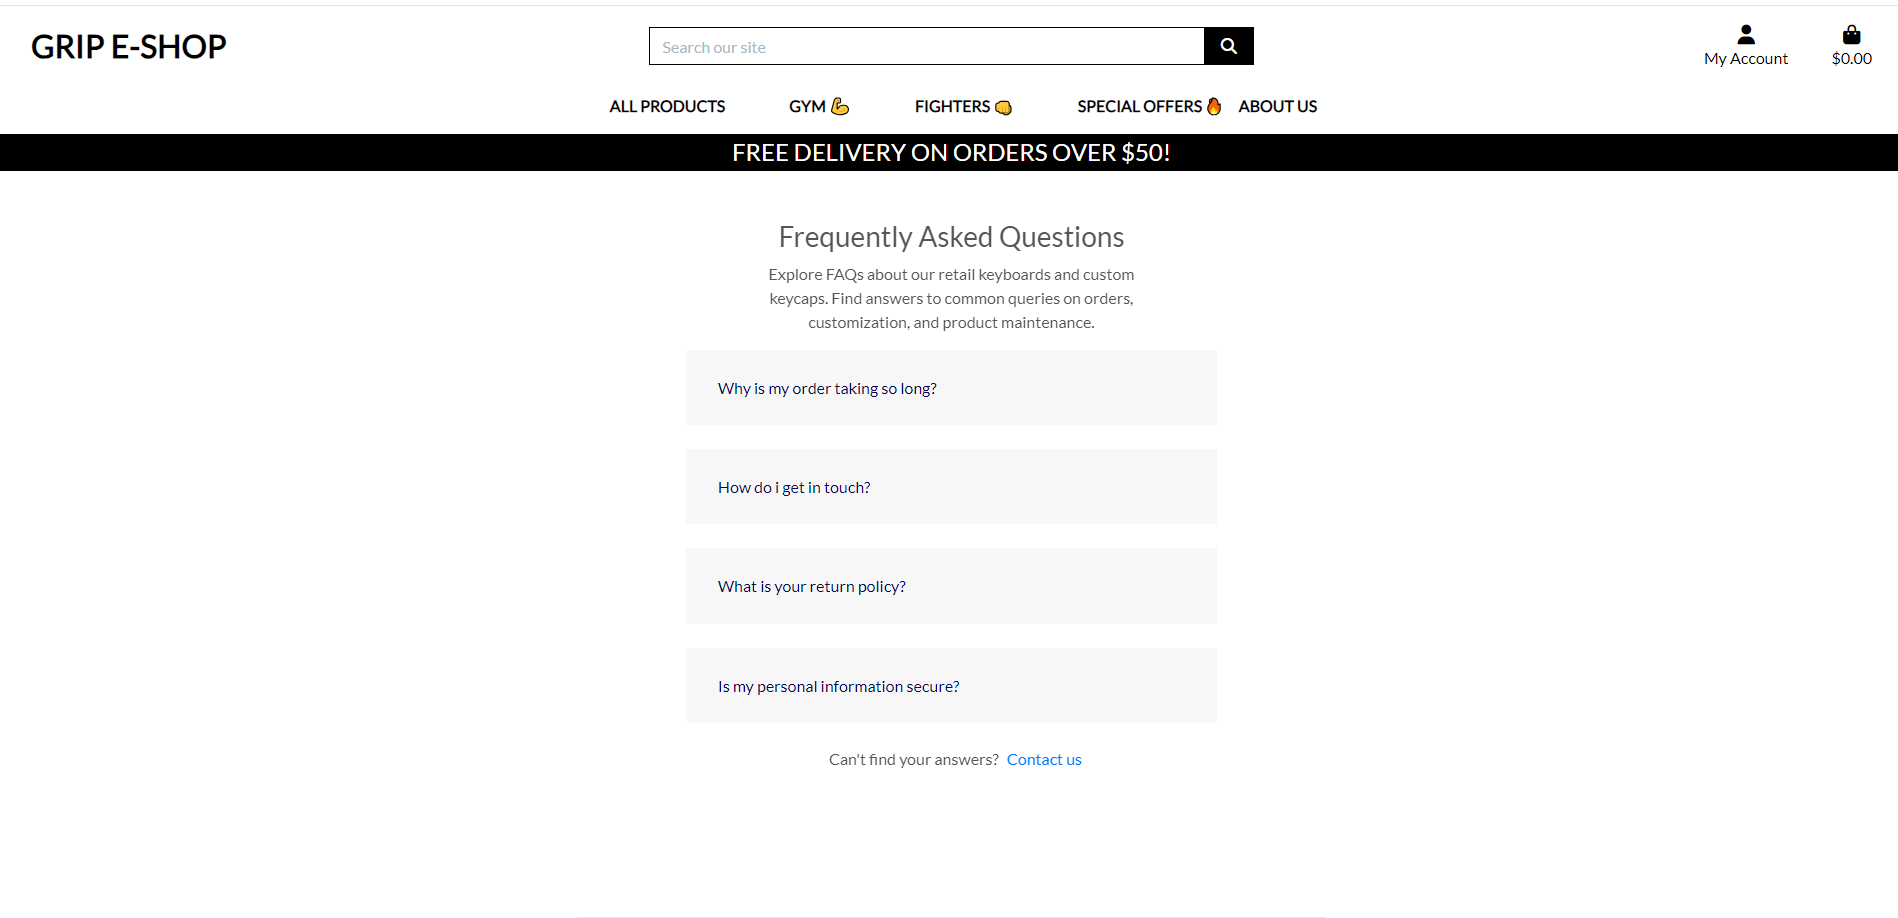 GRIP E-SHOP
Search our site
My Account
$0.00
ALL PRODUCTS
GYM 💪
FIGHTERS 👊
SPECIAL OFFERS 🔥
ABOUT US
FREE DELIVERY ON ORDERS OVER $50!
Frequently Asked Questions
Explore FAQs about our retail keyboards and custom
keycaps. Find answers to common queries on orders,
customization, and product maintenance.
Why is my order taking so long?
How do i get in touch?
What is your return policy?
Is my personal information secure?
Can't find your answers? Contact us